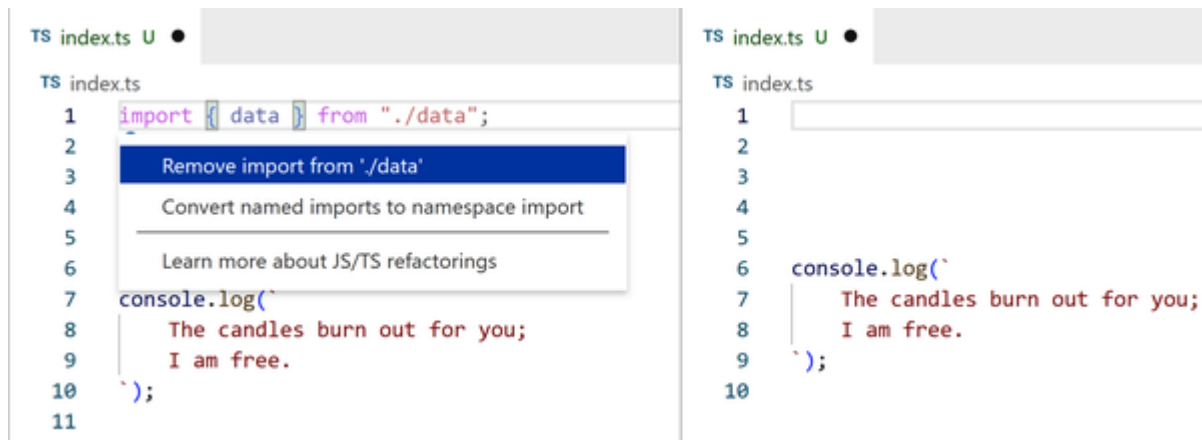 TS index.ts U ●
TS index.ts
1 import { data } from "./data";
2
3 Remove import from './data'
4 Convert named imports to namespace import
5
6 Learn more about JS/TS refactorings
7 console.log(`
8 The candles burn out for you;
9 I am free.
10 `);
11
TS index.ts U ●
TS index.ts
1
2
3
4
5
6 console.log(`
7 The candles burn out for you;
8 I am free.
9 `);
10